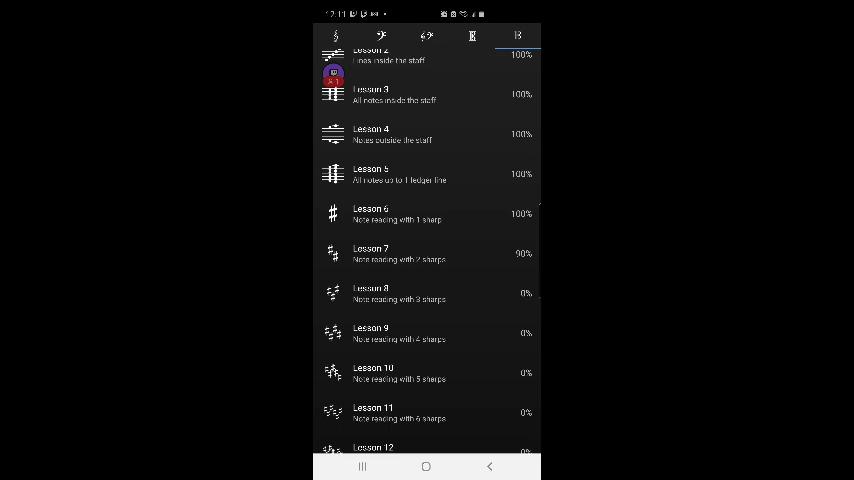 12:11
Lesson 2
Lines inside the staff
100%
1
Lesson 3
All notes inside the staff
100%
Lesson 4
Notes outside the staff
100%
Lesson 5
All notes up to 1 ledger line
100%
Lesson 6
Note reading with 1 sharp
100%
Lesson 7
Note reading with 2 sharps
90%
Lesson 8
Note reading with 3 sharps
0%
Lesson 9
Note reading with 4 sharps
0%
Lesson 10
Note reading with 5 sharps
0%
Lesson 11
Note reading with 6 sharps
0%
Lesson 12
0%